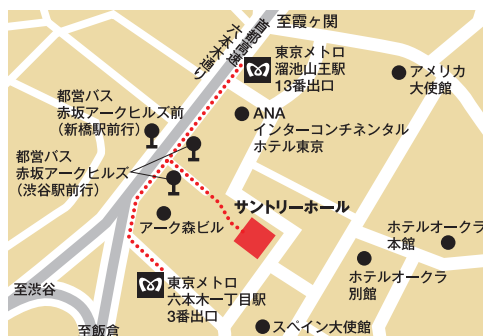 至霞ヶ関
首都高速
六本木通り
東京メトロ
溜池山王駅
13番出口
アメリカ
大使館
都営バス
赤坂アークヒルズ前
(新橋駅前行)
ANA
インターコンチネンタル
ホテル東京
都営バス
赤坂アークヒルズ
(渋谷駅前行)
サントリーホール
アーク森ビル
ホテルオークラ
本館
ホテルオークラ
別館
東京メトロ
六本木一丁目駅
3番出口
至渋谷
至飯倉
スペイン大使館